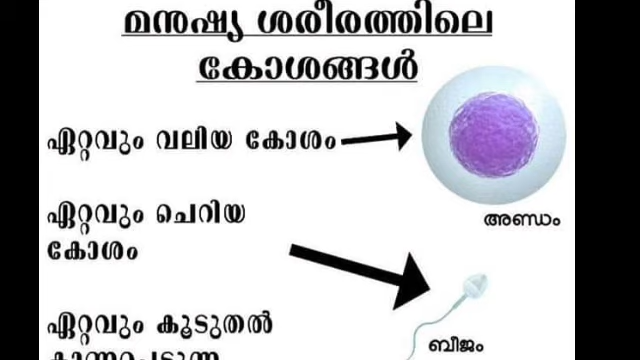 മനുഷ്യ ശരീരത്തിലെ
കോശങ്ങൾ
ഏറ്റവും വലിയ കോശം
അണ്ഡം
ഏറ്റവും ചെറിയ
കോശം
ബീജം
ഏറ്റവും കൂടുതൽ